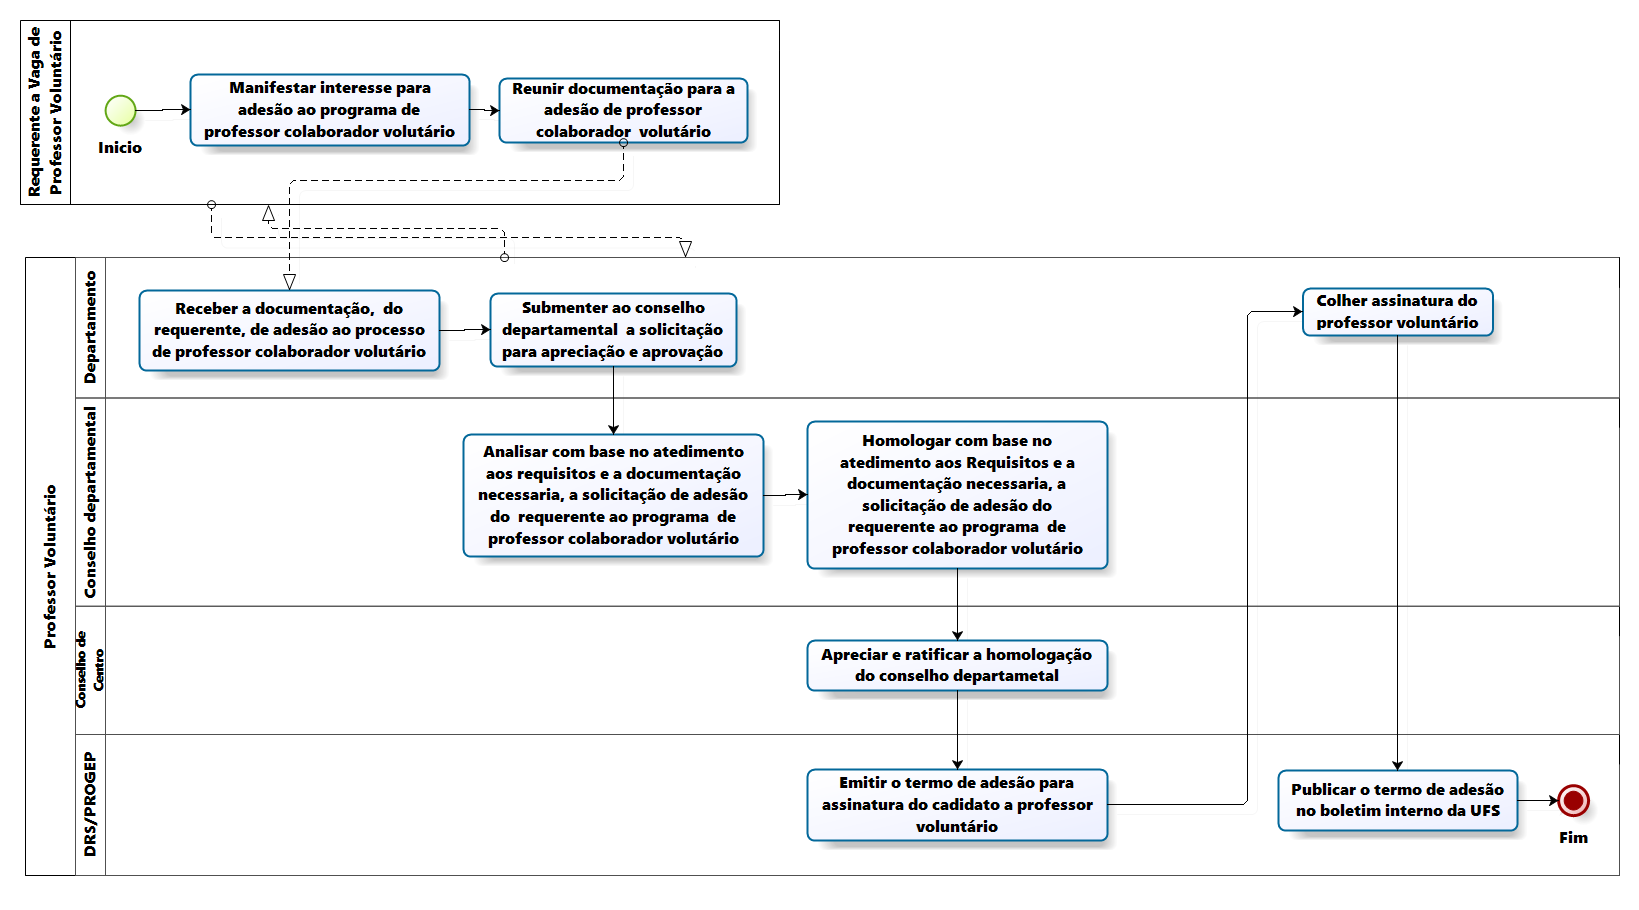 Requerente a Vaga de
Professor Voluntário
Inicio
Manifestar interesse para
adesão ao programa de
professor colaborador volutário
Reunir documentação para a
adesão de professor
colaborador volutário
Professor Voluntário
Departamento
Receber a documentação, do
requerente, de adesão ao processo
de professor colaborador volutário
Submenter ao conselho
departamental a solicitação
para apreciação e aprovação
Colher assinatura do
professor voluntário
Conselho departamental
Analisar com base no atedimento
aos requisitos e a documentação
necessaria, a solicitação de adesão
do requerente ao programa de
professor colaborador volutário
Homologar com base no
atedimento aos Requisitos e a
documentação necessaria, a
solicitação de adesão do
requerente ao programa de
professor colaborador volutário
Conselho de
Centro
Apreciar e ratificar a homologação
do conselho departametal
DRS/PROGEP
Emitir o termo de adesão para
assinatura do cadidato a professor
voluntário
Publicar o termo de adesão
no boletim interno da UFS
Fim